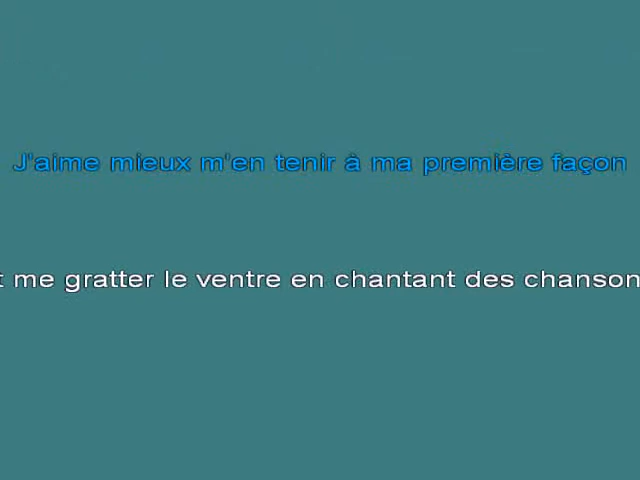 J'aime mieux m'en tenir à ma première façon
t me gratter le ventre en chantant des chanson